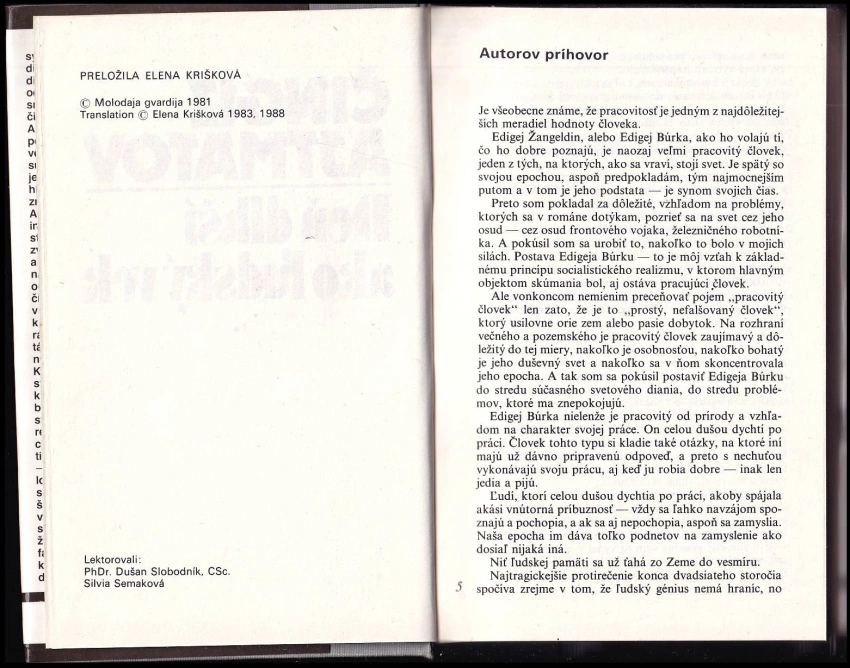 PRELOŽILA ELENA KRIŠKOVÁ
© Molodaja gvardija 1981
Translation © Elena Krišková 1983, 1988
Lektorovali:
PhDr. Dušan Slobodník, CSc.
Silvia Semaková
Autorov príhovor
Je všeobecne známe, že pracovitosť je jedným z najdôležitej-
ších meradiel hodnoty človeka.
Edigej Žangeldin, alebo Edigej Búrka, ako ho volajú tí,
čo ho dobre poznajú, je naozaj veľmi pracovitý človek,
jeden z tých, na ktorých, ako sa vraví, stojí svet. Je spätý so
svojou epochou, aspoň predpokladám, tým najmocnejším
putom a v tom je jeho podstata — je synom svojich čias.
Preto som pokladal za dôležité, vzhľadom na problémy,
ktorých sa v románe dotýkam, pozrieť sa na svet cez jeho
osud — cez osud frontového vojaka, železničného robotní-
ka. A pokúsil som sa urobiť to, nakoľko to bolo v mojich
silách. Postava Edigeja Búrku — to je môj vzťah k základ-
nému princípu socialistického realizmu, v ktorom hlavným
objektom skúmania bol, aj ostáva pracujúci človek.
Ale vonkoncom nemienim preceňovať pojem „pracovitý
človek“ len zato, že je to „prostý, nefalšovaný človek“,
ktorý usilovne orie zem alebo pasie dobytok. Na rozhraní
večného a pozemského je pracovitý človek zaujímavý a dô-
ležitý do tej miery, nakoľko je osobnosťou, nakoľko bohatý
je jeho duševný svet a nakoľko sa v ňom skoncentrovala
jeho epocha. A tak som sa pokúsil postaviť Edigeja Búrku
do stredu súčasného svetového diania, do stredu problé-
mov, ktoré ma znepokojujú.
Edigej Búrka nielenže je pracovitý od prírody a vzhľa-
dom na charakter svojej práce. On celou dušou dychtí po
práci. Človek tohto typu si kladie také otázky, na ktoré iní
majú už dávno pripravenú odpoveď, a preto s nechuťou
vykonávajú svoju prácu, aj keď ju robia dobre — inak len
jedia a pijú.
Ľudí, ktorí celou dušou dychtia po práci, akoby spájala
akási vnútorná príbuznosť — vždy sa ľahko navzájom spo-
znajú a pochopia, a ak sa aj nepochopia, aspoň sa zamyslia.
Naša epocha im dáva toľko podnetov na zamyslenie ako
dosiaľ nijaká iná.
Niť ľudskej pamäti sa už ťahá zo Zeme do vesmíru.
Najtragickejšie protirečenie konca dvadsiateho storočia
spočíva zrejme v tom, že ľudský génius nemá hraníc, no
5